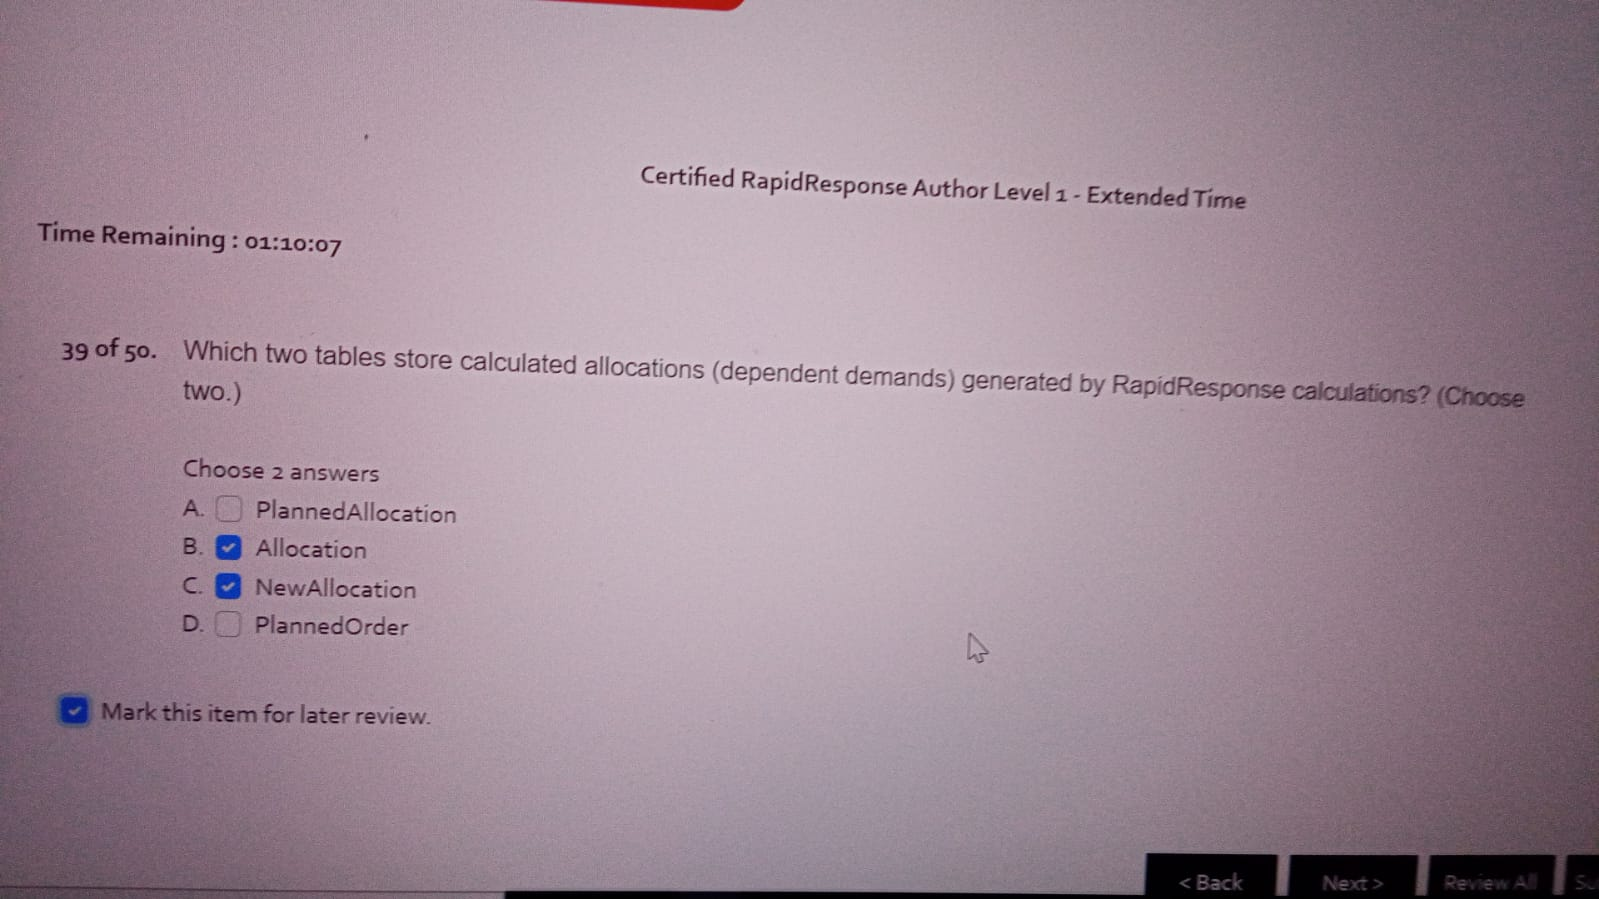 Certified RapidResponse Author Level 1 - Extended Time
Time Remaining : 01:10:07
39 of 50. Which two tables store calculated allocations (dependent demands) generated by RapidResponse calculations? (Choose
two.)
Choose 2 answers
A. PlannedAllocation
B. Allocation
C. NewAllocation
D. PlannedOrder
Mark this item for later review.
< Back Next > Review All